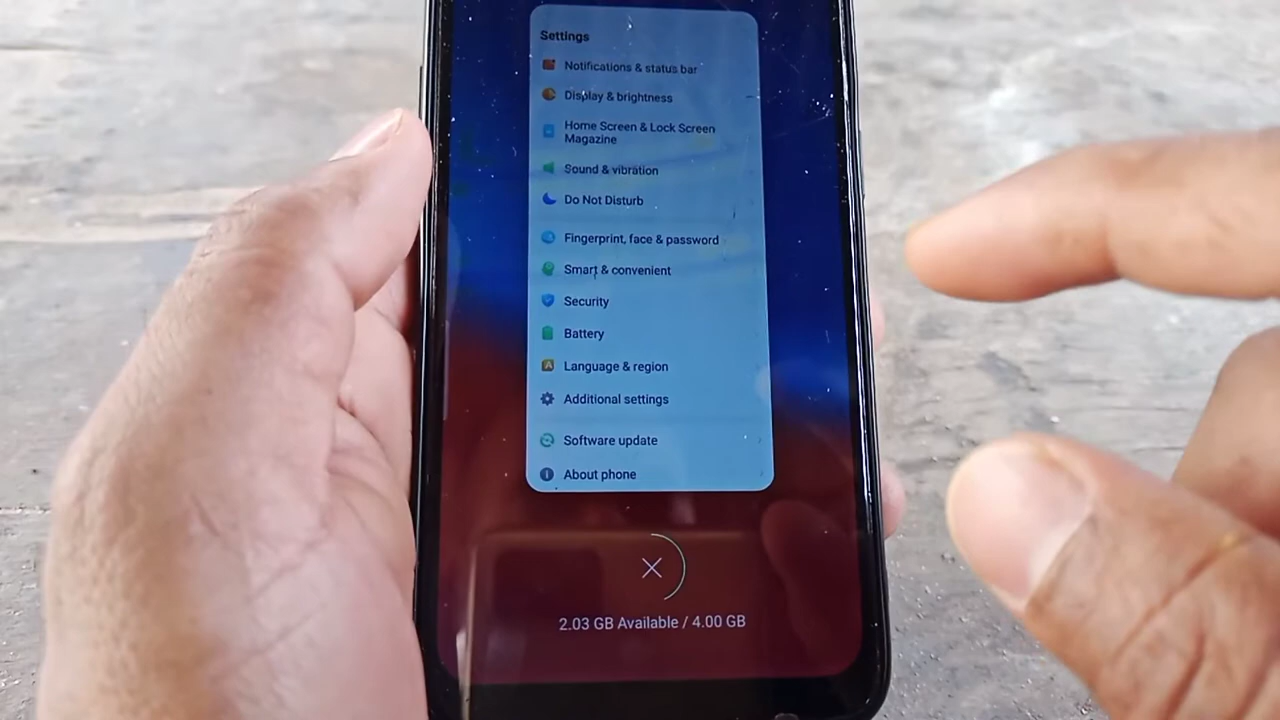 Settings
Notifications & status bar
Display & brightness
Home Screen & Lock Screen
Magazine
Sound & vibration
Do Not Disturb
Fingerprint, face & password
Smart & convenient
Security
Battery
Language & region
Additional settings
Software update
About phone
2.03 GB Available / 4.00 GB